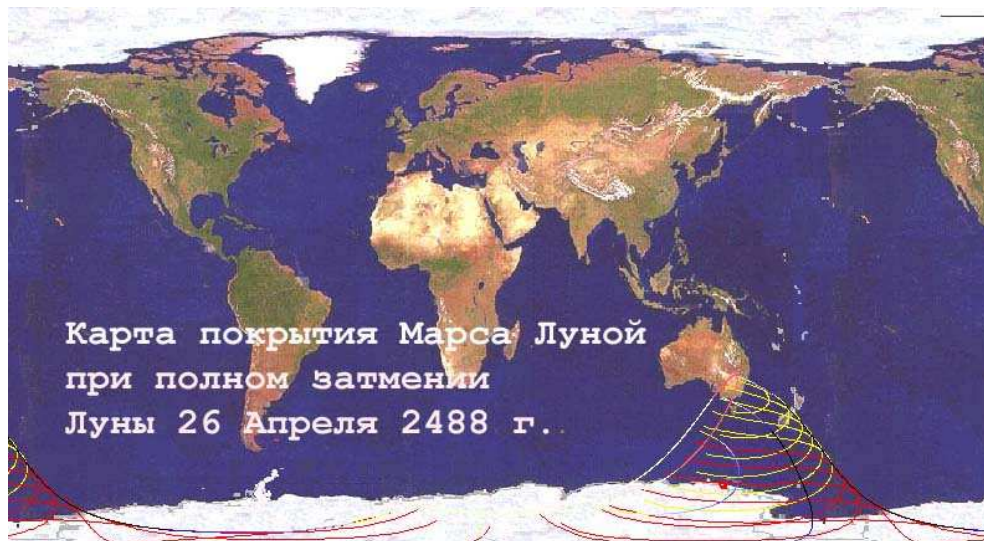 Карта покрытия Марса Луной
при полном затмении
Луны 26 Апреля 2488 г.